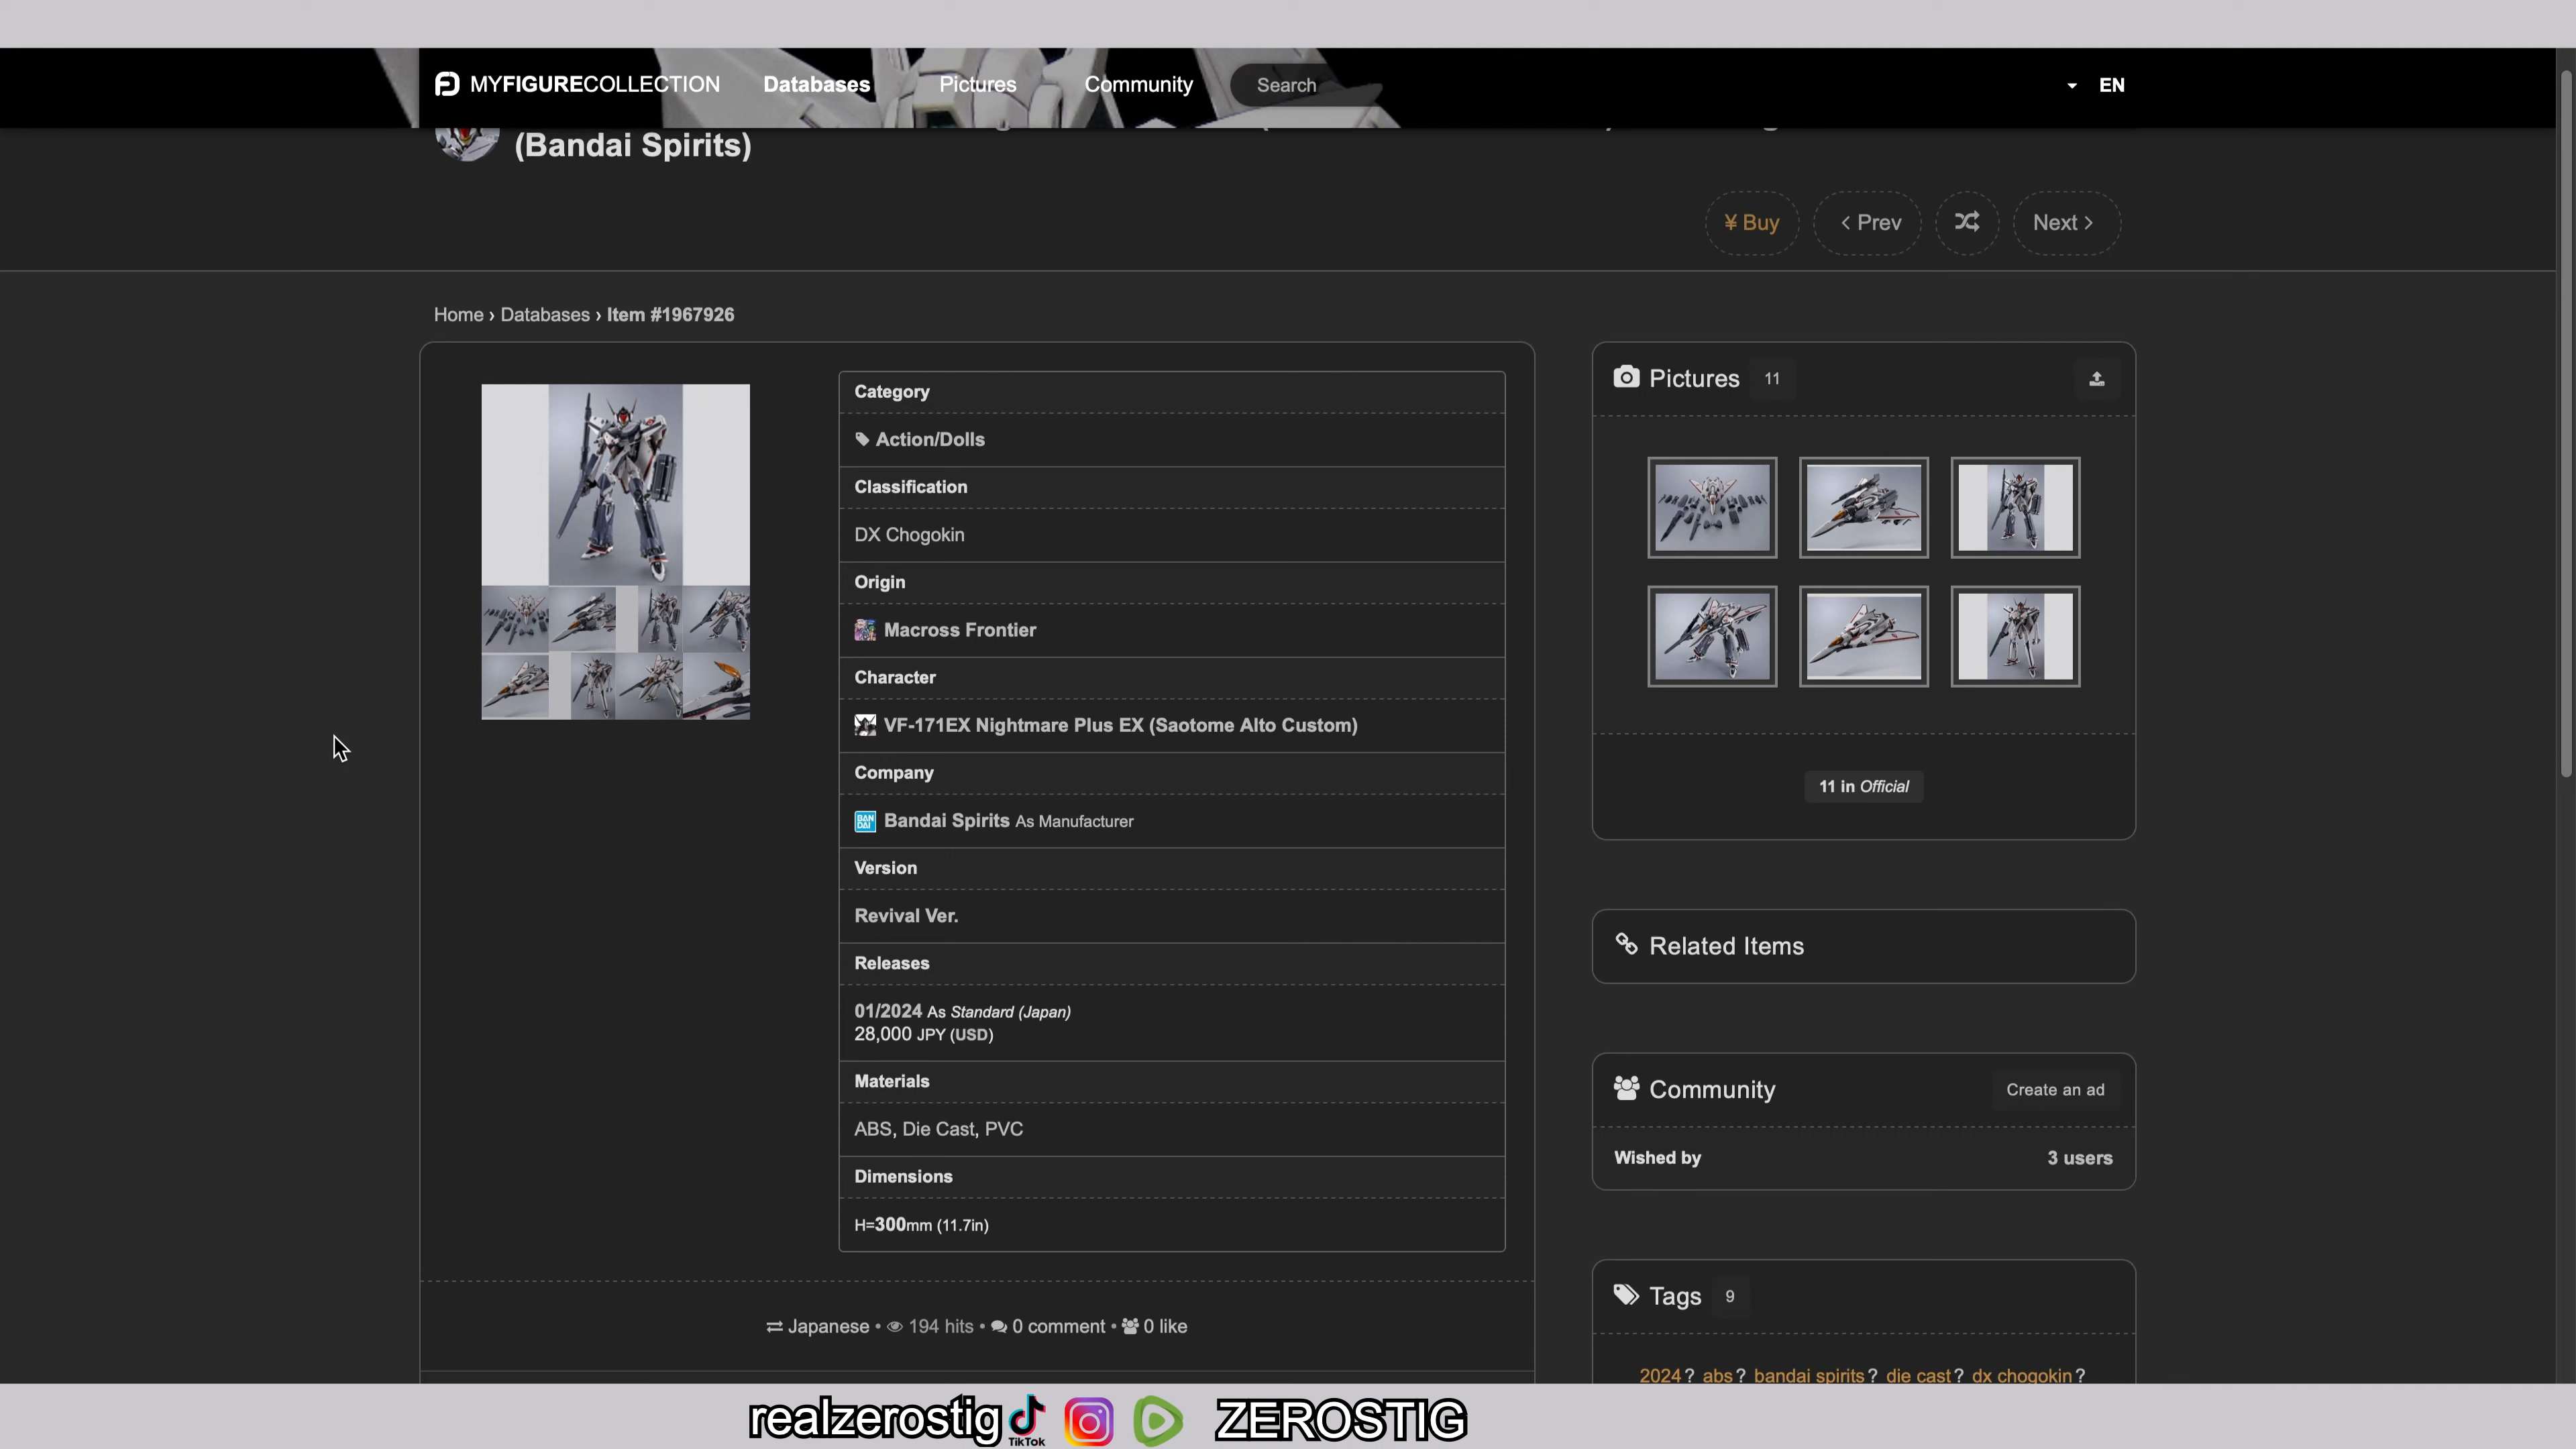 MYFIGURECOLLECTION Databases Pictures Community Search EN
(Bandai Spirits)
¥ Buy ‹ Prev Next ›
Home › Databases › Item #1967926
Category
Action/Dolls
Classification
DX Chogokin
Origin
Macross Frontier
Character
VF-171EX Nightmare Plus EX (Saotome Alto Custom)
Company
BAN DAI Bandai Spirits As Manufacturer
Version
Revival Ver.
Releases
01/2024 As Standard (Japan)
28,000 JPY (USD)
Materials
ABS, Die Cast, PVC
Dimensions
H=300mm (11.7in)
Japanese • 194 hits • 0 comment • 0 like
Pictures 11
11 in Official
Related Items
Community Create an ad
Wished by 3 users
Tags 9
2024? abs? bandai spirits? die cast? dx chogokin?
realzerostig TikTok ZEROSTIG